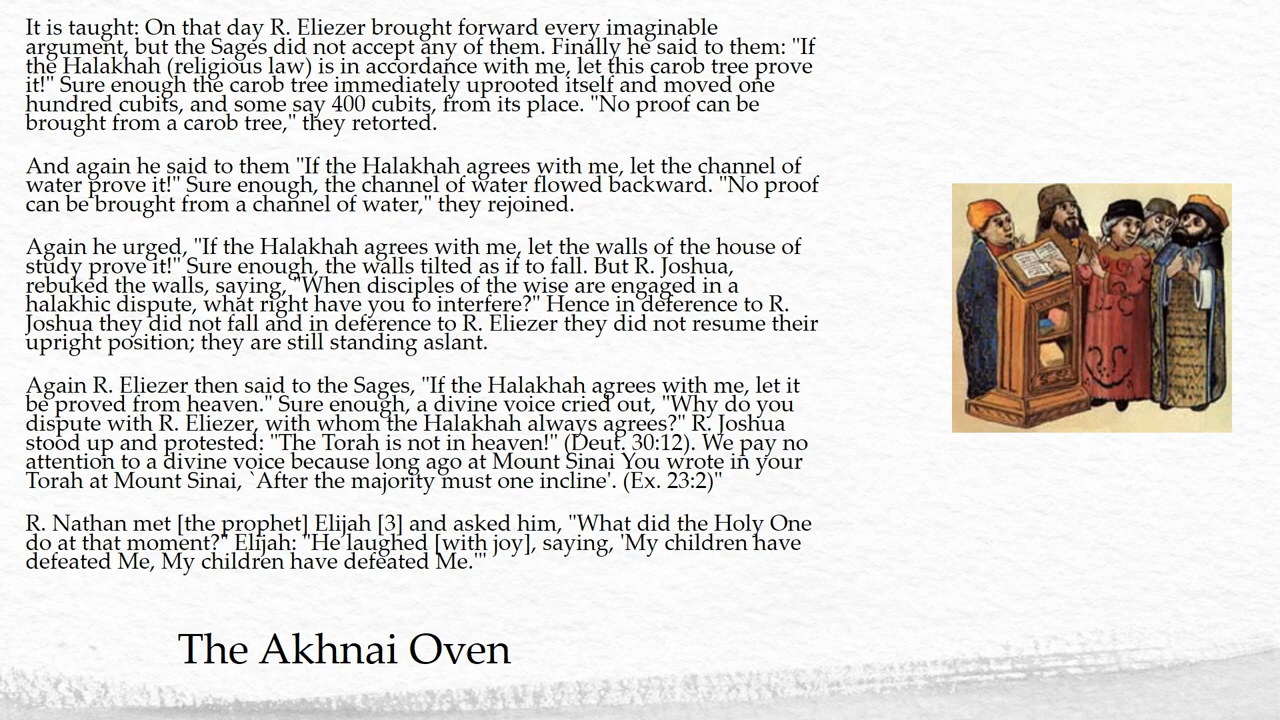 It is taught: On that day R. Eliezer brought forward every imaginable
argument, but the Sages did not accept any of them. Finally he said to them: "If
the Halakhah (religious law) is in accordance with me, let this carob tree prove
it!" Sure enough the carob tree immediately uprooted itself and moved one
hundred cubits, and some say 400 cubits, from its place. "No proof can be
brought from a carob tree," they retorted.
And again he said to them "If the Halakhah agrees with me, let the channel of
water prove it!" Sure enough, the channel of water flowed backward. "No proof
can be brought from a channel of water," they rejoined.
Again he urged, "If the Halakhah agrees with me, let the walls of the house of
study prove it!" Sure enough, the walls tilted as if to fall. But R. Joshua,
rebuked the walls, saying, "When disciples of the wise are engaged in a
halakhic dispute, what right have you to interfere?" Hence in deference to R.
Joshua they did not fall and in deference to R. Eliezer they did not resume their
upright position; they are still standing aslant.
Again R. Eliezer then said to the Sages, "If the Halakhah agrees with me, let it
be proved from heaven." Sure enough, a divine voice cried out, "Why do you
dispute with R. Eliezer, with whom the Halakhah always agrees?" R. Joshua
stood up and protested: "The Torah is not in heaven!" (Deut. 30:12). We pay no
attention to a divine voice because long ago at Mount Sinai You wrote in your
Torah at Mount Sinai, `After the majority must one incline'. (Ex. 23:2)"
R. Nathan met [the prophet] Elijah [3] and asked him, "What did the Holy One
do at that moment?" Elijah: "He laughed [with joy], saying, 'My children have
defeated Me, My children have defeated Me.'"
The Akhnai Oven